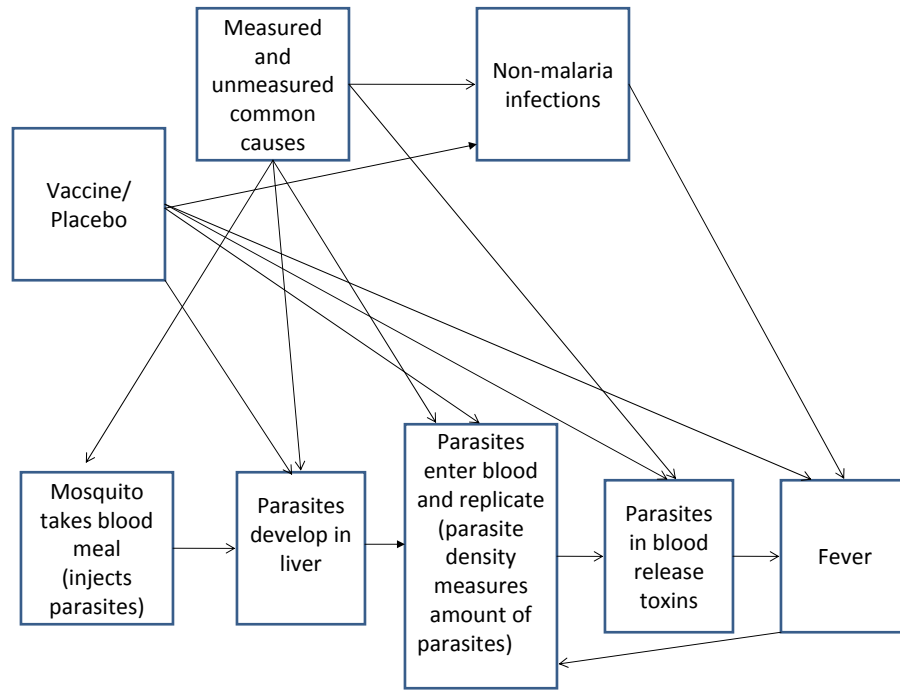 Measured
and
unmeasured
common
causes
Non-malaria
infections
Vaccine/
Placebo
Mosquito
takes blood
meal
(injects
parasites)
Parasites
develop in
liver
Parasites
enter blood
and replicate
(parasite
density
measures
amount of
parasites)
Parasites
in blood
release
toxins
Fever